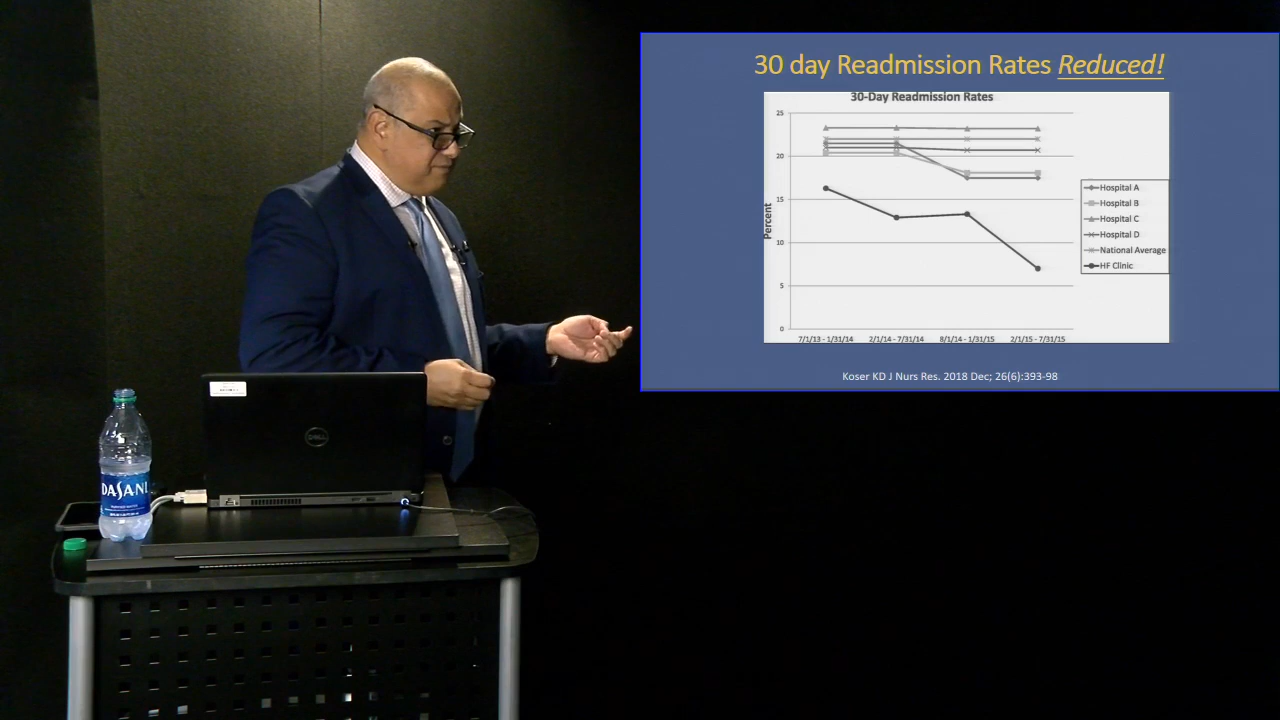 30 day Readmission Rates Reduced!
30-Day Readmission Rates
25
20
15
10
5
0
Percent
7/1/13 - 1/31/14
2/1/14 - 7/31/14
8/1/14 - 1/31/15
2/1/15 - 7/31/15
Hospital A
Hospital B
Hospital C
Hospital D
National Average
HF Clinic
Koser KD J Nurs Res. 2018 Dec; 26(6):393-98
DELL
DASANI